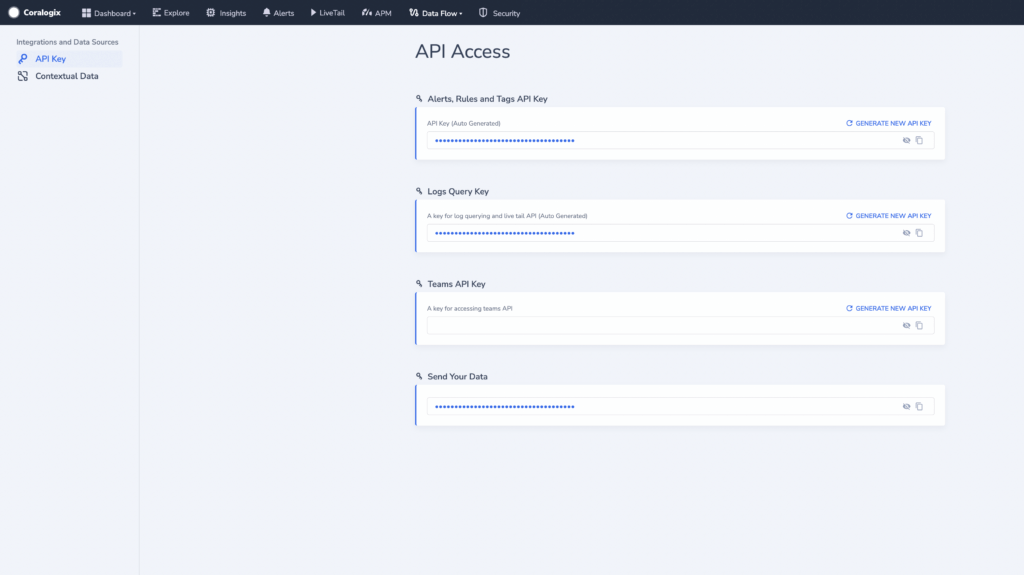 Coralogix Dashboard Explore Insights Alerts LiveTail APM Data Flow Security
Integrations and Data Sources
API Key
Contextual Data
API Access
Alerts, Rules and Tags API Key
API Key (Auto Generated) GENERATE NEW API KEY
••••••••••••••••••••••••••••••••••••
Logs Query Key
A key for log querying and live tail API (Auto Generated) GENERATE NEW API KEY
••••••••••••••••••••••••••••••••••••
Teams API Key
A key for accessing teams API GENERATE NEW API KEY
Send Your Data
••••••••••••••••••••••••••••••••••••